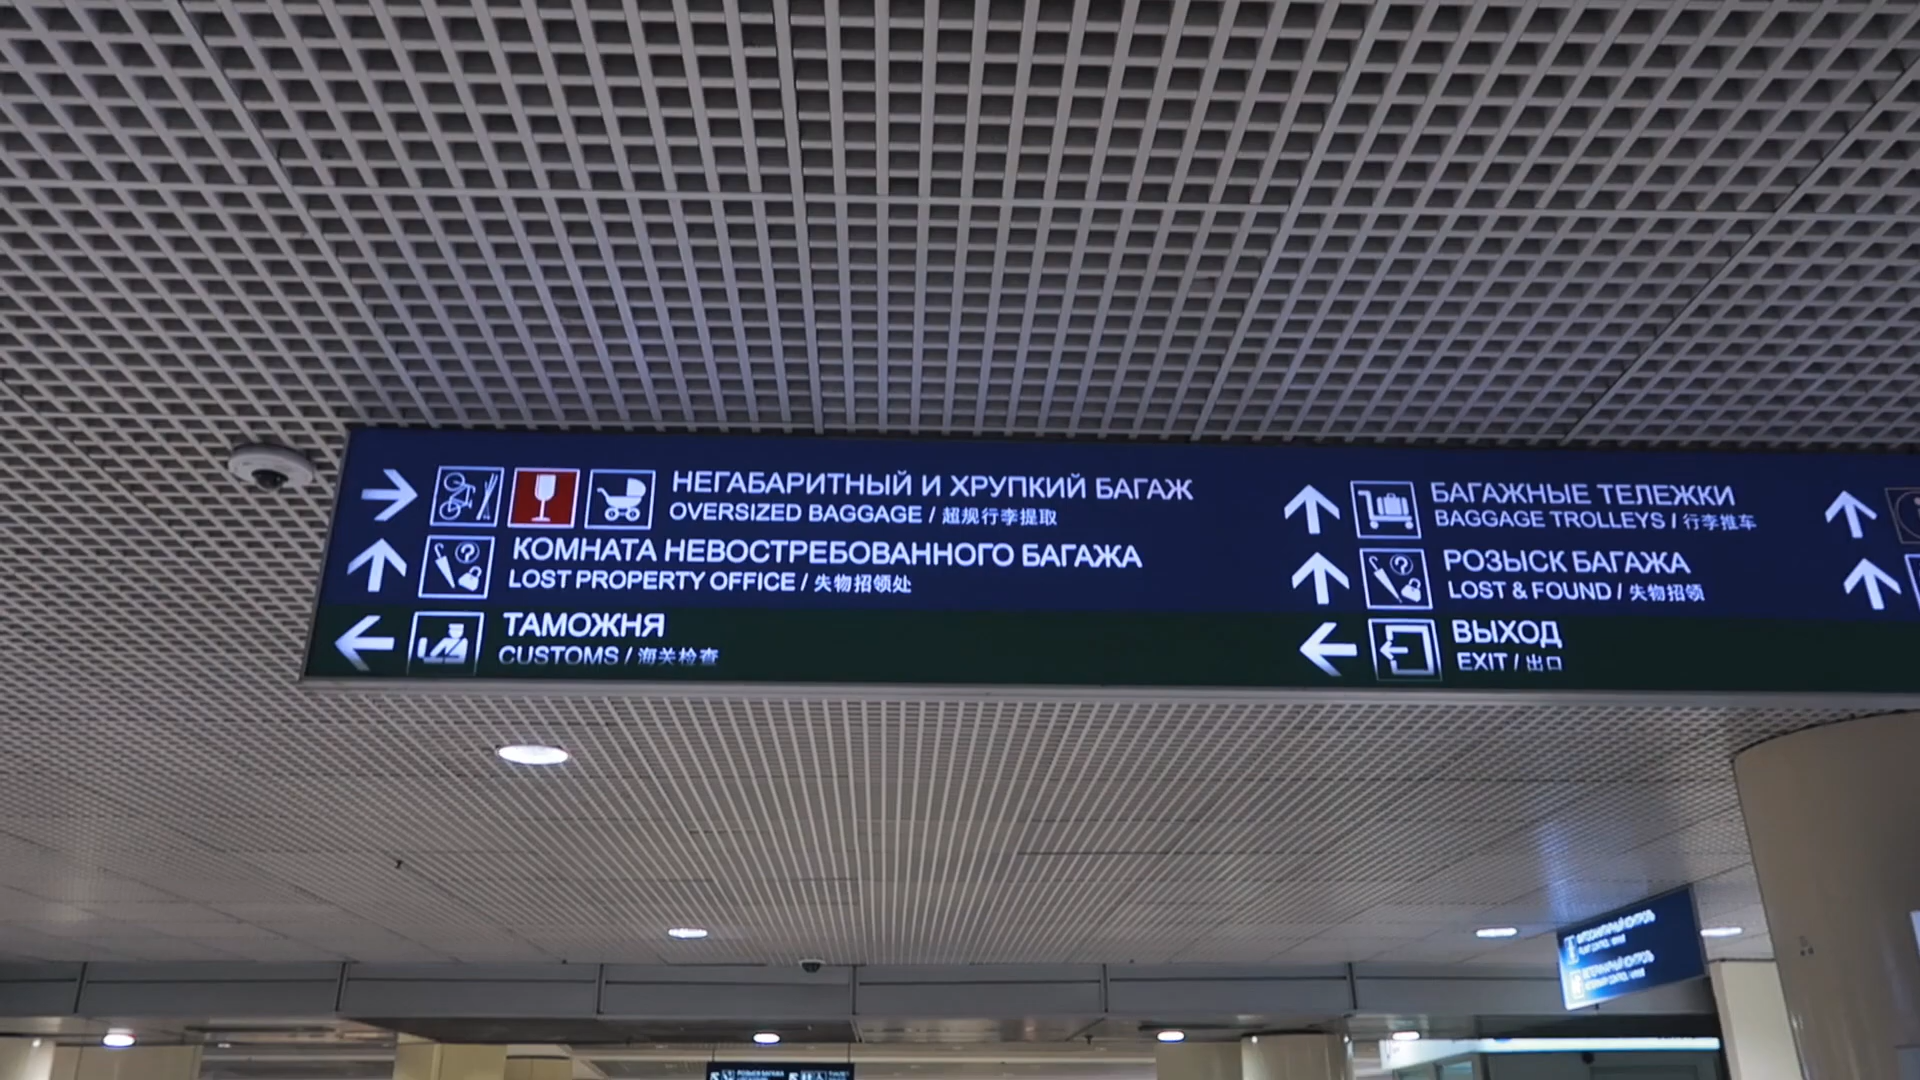 НЕГАБАРИТНЫЙ И ХРУПКИЙ БАГАЖ
OVERSIZED BAGGAGE / 超规行李提取
КОМНАТА НЕВОСТРЕБОВАННОГО БАГАЖА
LOST PROPERTY OFFICE / 失物招领处
ТАМОЖНЯ
CUSTOMS / 海关检查
БАГАЖНЫЕ ТЕЛЕЖКИ
BAGGAGE TROLLEYS / 行李推车
РОЗЫСК БАГАЖА
LOST & FOUND / 失物招领
ВЫХОД
EXIT / 出口